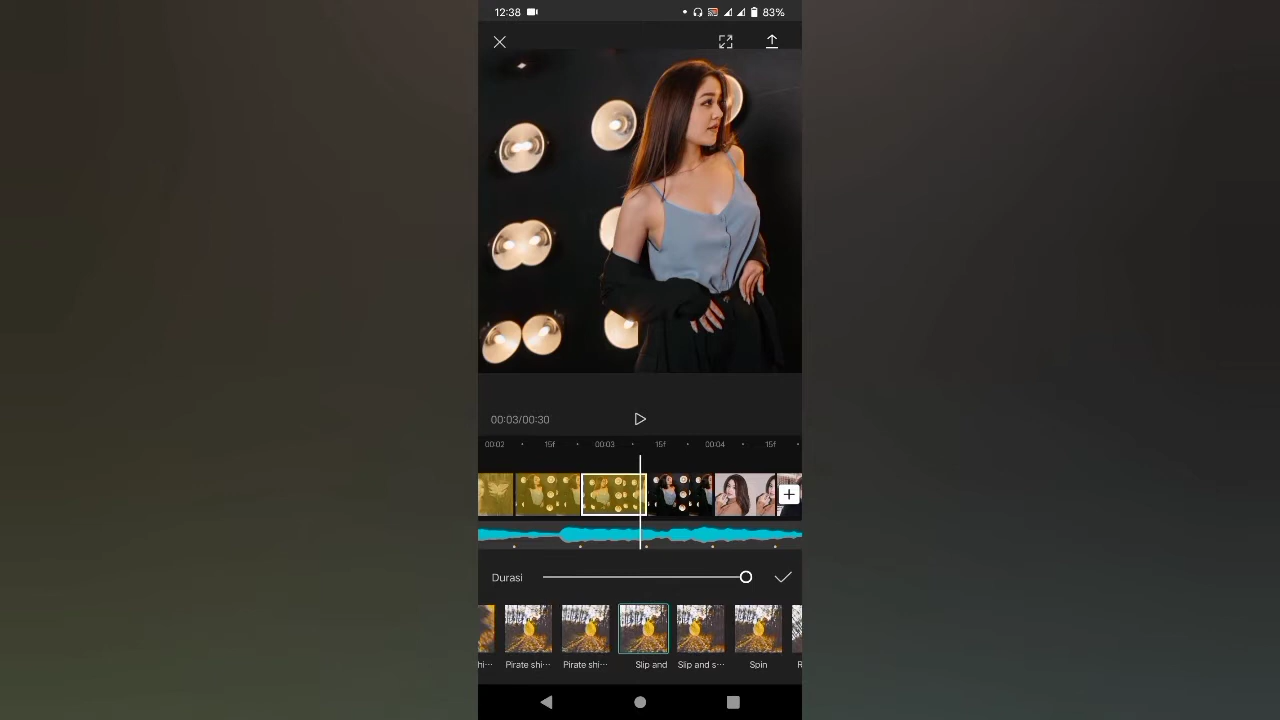 12:38 83%
00:03/00:30
00:02 15f 00:03 15f 00:04 15f
Durasi
hi··· Pirate shi··· Pirate shi··· Slip and Slip and s··· Spin R